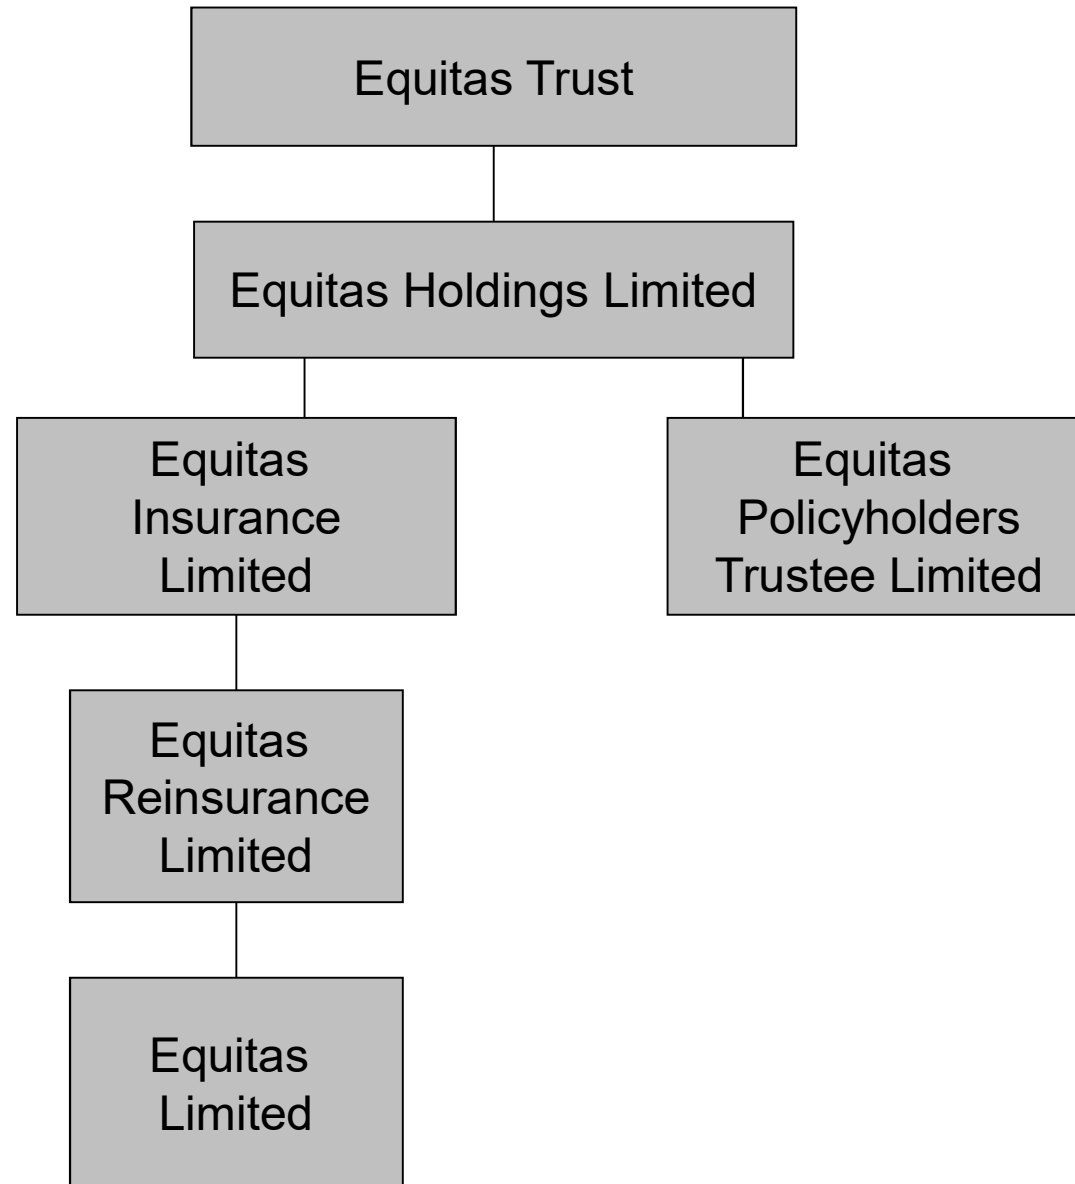 Equitas Trust
Equitas Holdings Limited
Equitas
Insurance
Limited
Equitas
Policyholders
Trustee Limited
Equitas
Reinsurance
Limited
Equitas
Limited